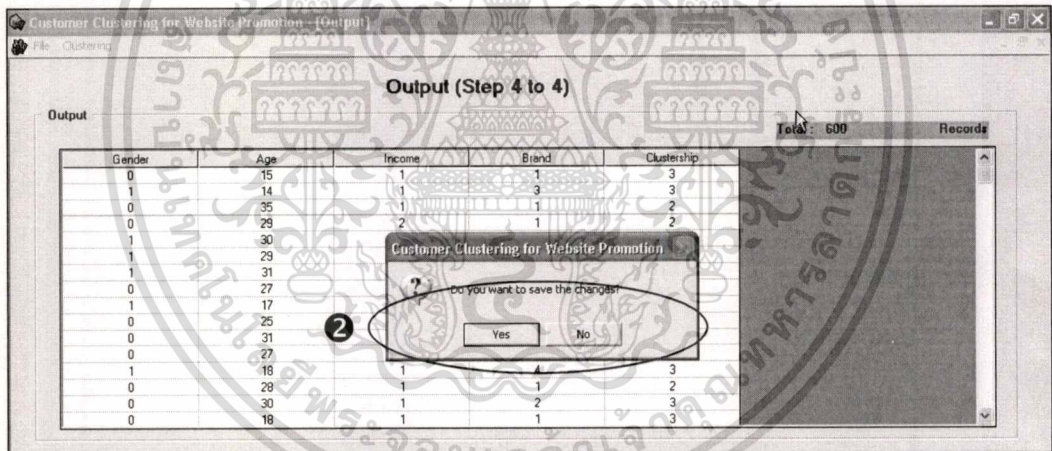 Customer Clustering for Website Promotion - [Output]
File Clustering
Output (Step 4 to 4)
Output
Total : 600 Records
Gender Age Income Brand Clustership
0 15 1 1 3
1 14 1 3 3
0 35 1 1 2
0 29 2 1 2
1 30
1 29
1 31
0 27
1 17
0 25
0 31
0 27
1 18 1 4 3
0 28 1 1 2
0 30 1 2 3
0 18 1 1 3
Customer Clustering for Website Promotion
Do you want to save the changes?
Yes No
2